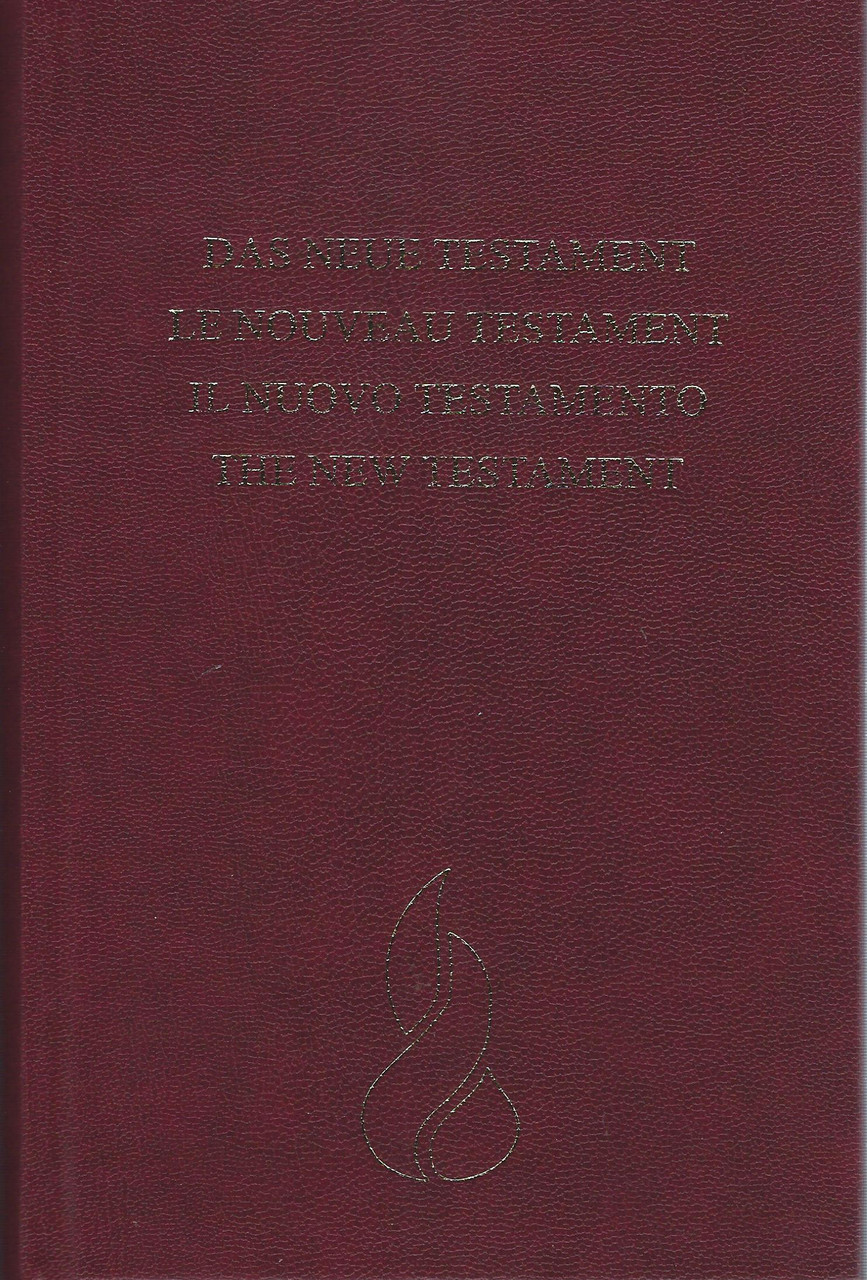 DAS NEUE TESTAMENT
LE NOUVEAU TESTAMENT
IL NUOVO TESTAMENTO
THE NEW TESTAMENT